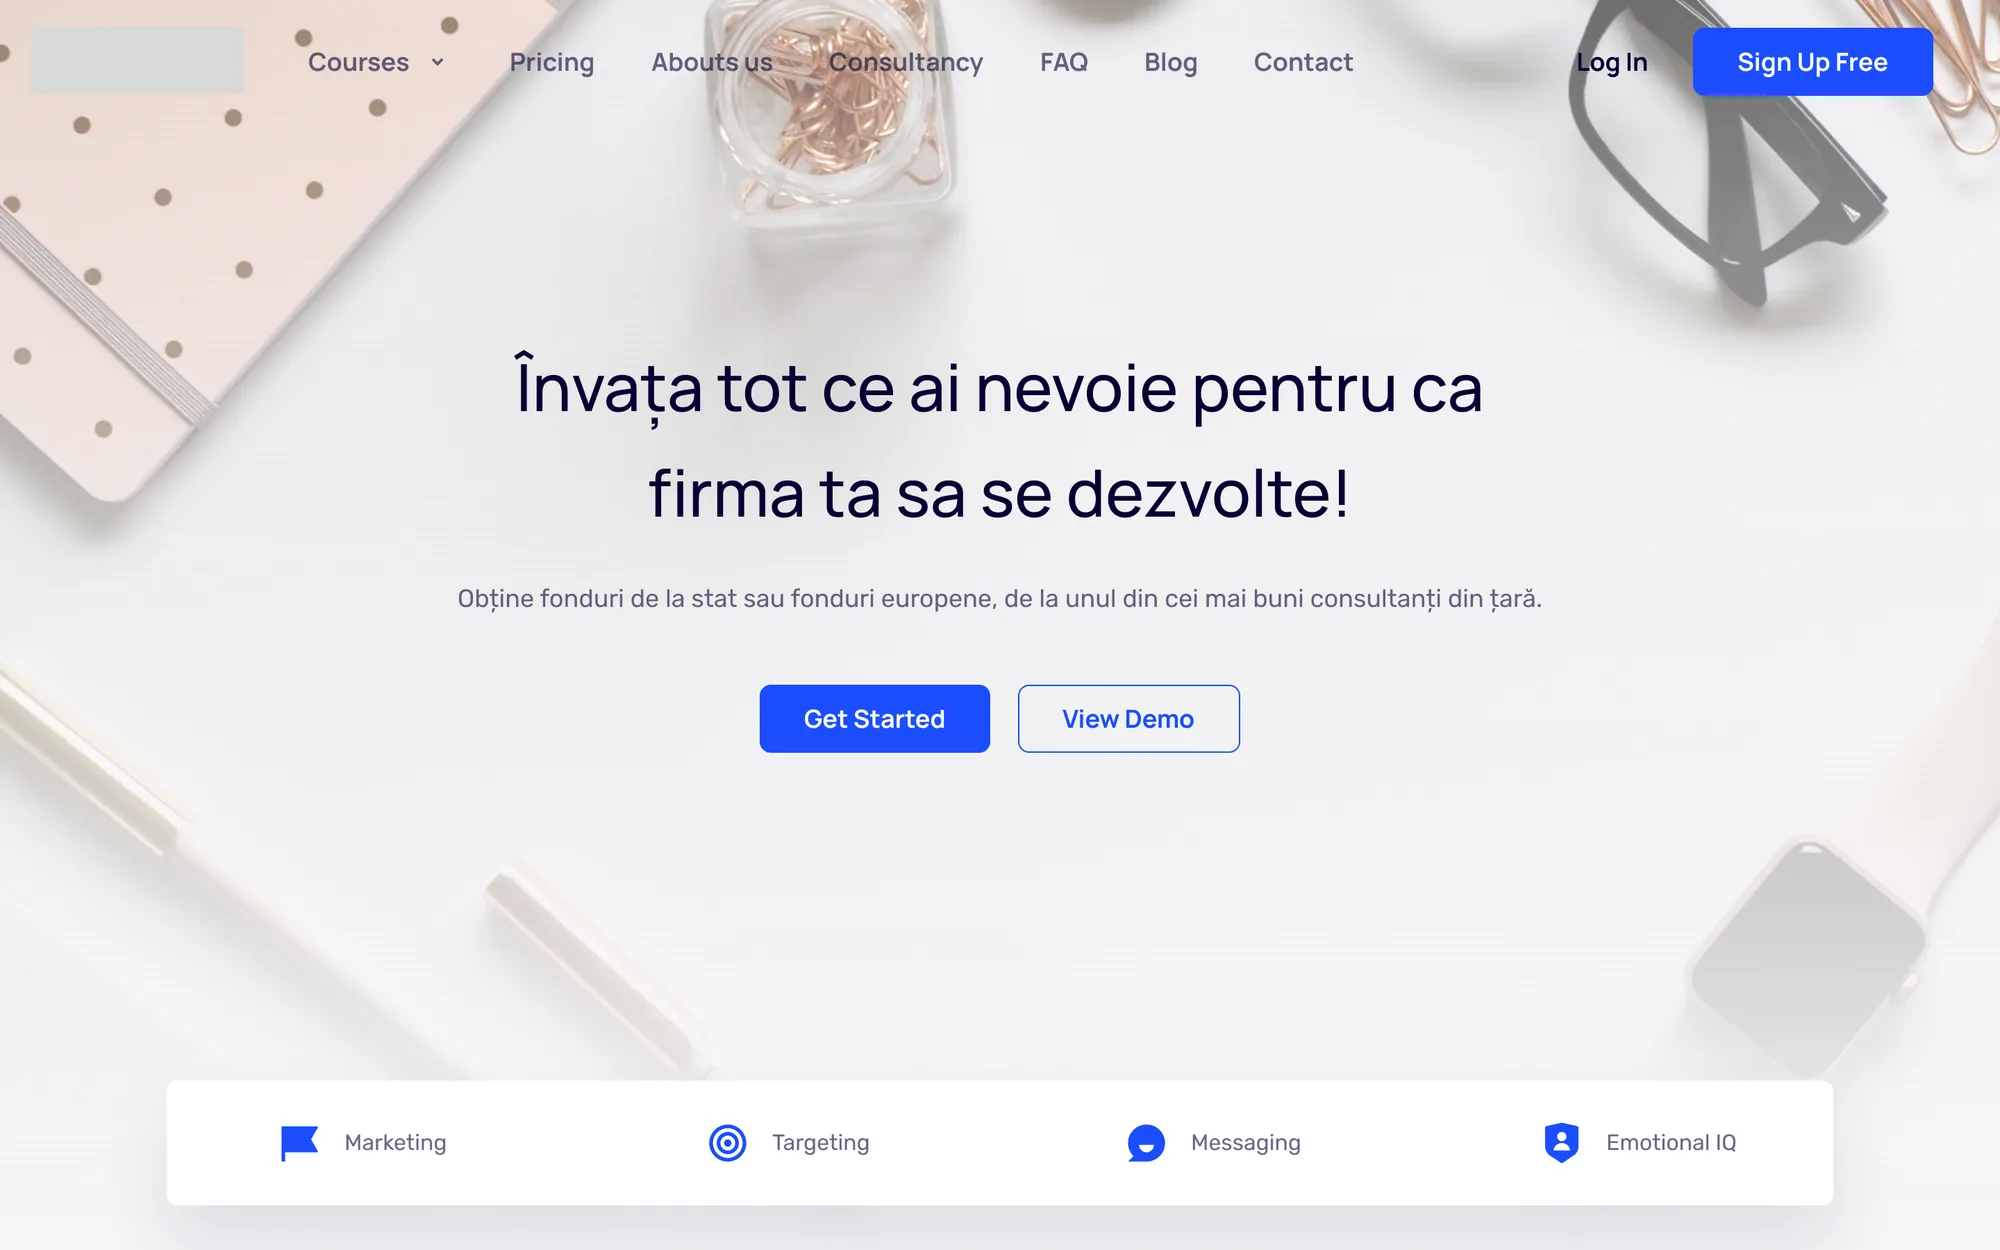 Courses Pricing Abouts us Consultancy FAQ Blog Contact Log In Sign Up Free
Învața tot ce ai nevoie pentru ca
firma ta sa se dezvolte!
Obține fonduri de la stat sau fonduri europene, de la unul din cei mai buni consultanți din țară.
Get Started View Demo
Marketing Targeting Messaging Emotional IQ